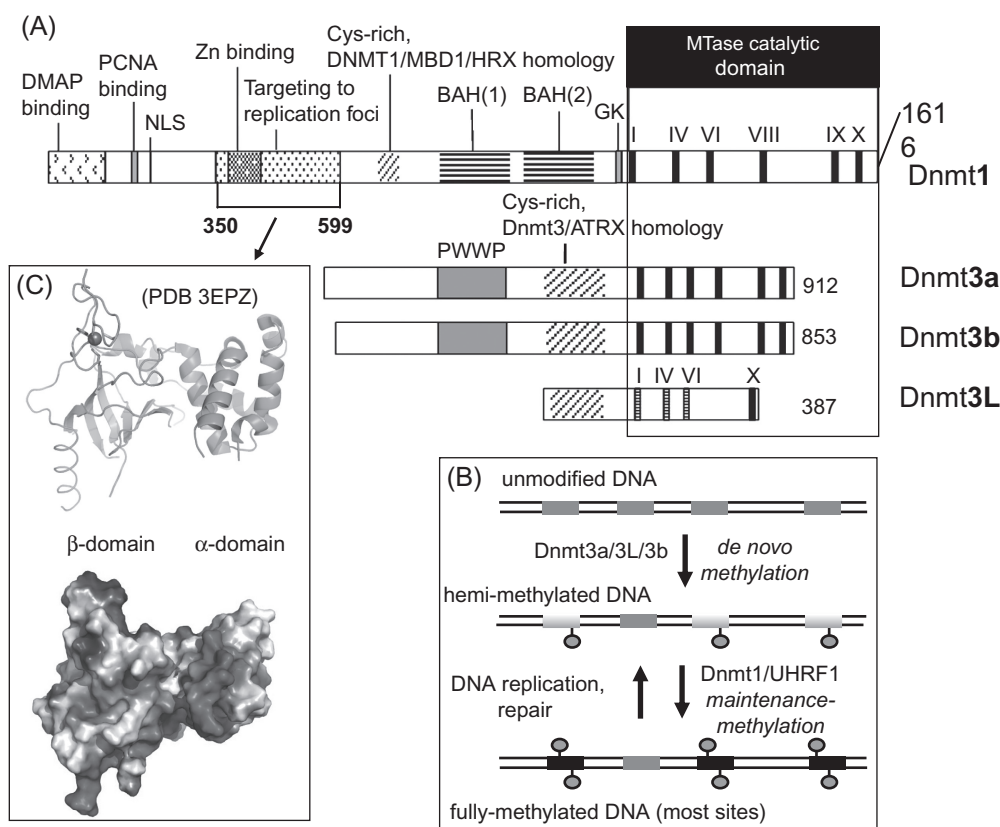 (A)
DMAP
binding
PCNA
binding
NLS
Zn binding
Targeting to
replication foci
Cys-rich,
DNMT1/MBD1/HRX homology
BAH(1)
BAH(2)
GK
MTase catalytic
domain
I IV VI VIII IX X
161
6
Dnmt1
350 599
Cys-rich,
Dnmt3/ATRX homology
PWWP
912
Dnmt3a
853
Dnmt3b
I IV VI X
387
Dnmt3L
(C)
(PDB 3EPZ)
β-domain α-domain
(B)
unmodified DNA
Dnmt3a/3L/3b
de novo
methylation
hemi-methylated DNA
DNA replication,
repair
Dnmt1/UHRF1
maintenance-
methylation
fully-methylated DNA (most sites)